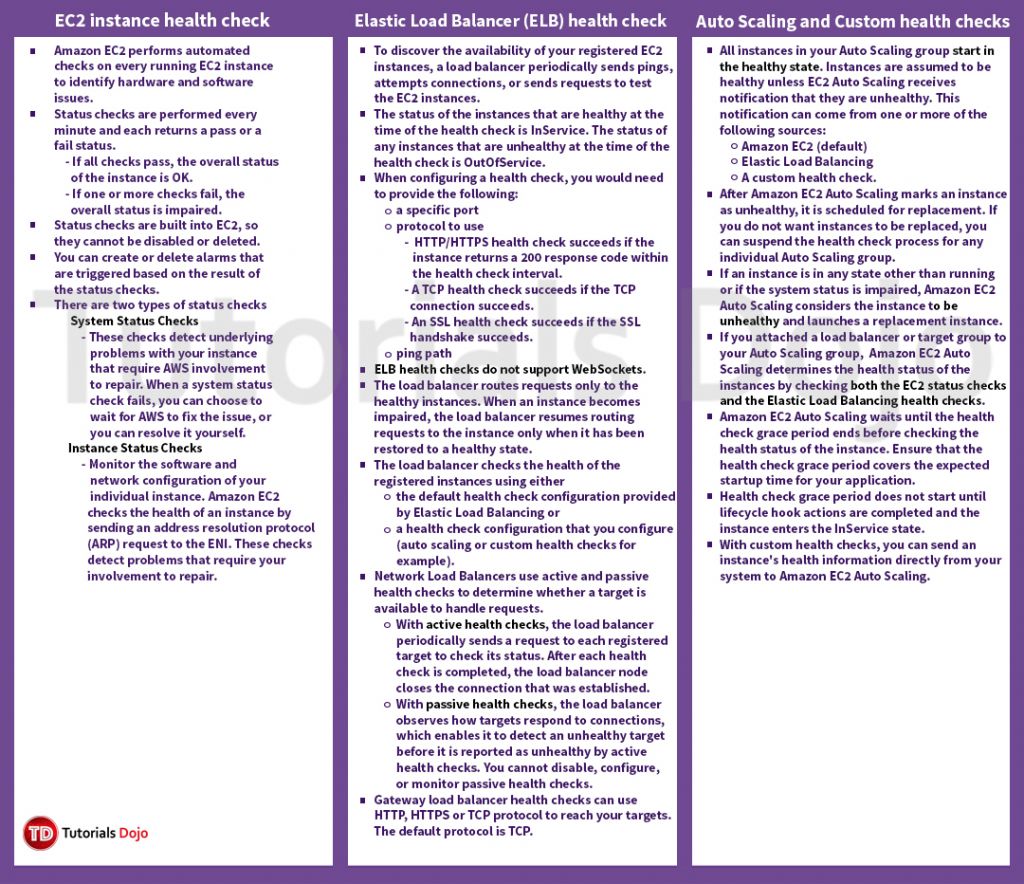 EC2 instance health check
▪ Amazon EC2 performs automated
checks on every running EC2 instance
to identify hardware and software
issues.
▪ Status checks are performed every
minute and each returns a pass or a
fail status.
- If all checks pass, the overall status
of the instance is OK.
- If one or more checks fail, the
overall status is impaired.
▪ Status checks are built into EC2, so
they cannot be disabled or deleted.
▪ You can create or delete alarms that
are triggered based on the result of
the status checks.
▪ There are two types of status checks
System Status Checks
- These checks detect underlying
problems with your instance
that require AWS involvement
to repair. When a system status
check fails, you can choose to
wait for AWS to fix the issue, or
you can resolve it yourself.
Instance Status Checks
- Monitor the software and
network configuration of your
individual instance. Amazon EC2
checks the health of an instance by
sending an address resolution protocol
(ARP) request to the ENI. These checks
detect problems that require your
involvement to repair.
TD Tutorials Dojo
Elastic Load Balancer (ELB) health check
▪ To discover the availability of your registered EC2
instances, a load balancer periodically sends pings,
attempts connections, or sends requests to test
the EC2 instances.
▪ The status of the instances that are healthy at the
time of the health check is InService. The status of
any instances that are unhealthy at the time of the
health check is OutOfService.
▪ When configuring a health check, you would need
to provide the following:
o a specific port
o protocol to use
- HTTP/HTTPS health check succeeds if the
instance returns a 200 response code within
the health check interval.
- A TCP health check succeeds if the TCP
connection succeeds.
- An SSL health check succeeds if the SSL
handshake succeeds.
o ping path
▪ ELB health checks do not support WebSockets.
▪ The load balancer routes requests only to the
healthy instances. When an instance becomes
impaired, the load balancer resumes routing
requests to the instance only when it has been
restored to a healthy state.
▪ The load balancer checks the health of the
registered instances using either
o the default health check configuration provided
by Elastic Load Balancing or
o a health check configuration that you configure
(auto scaling or custom health checks for
example).
▪ Network Load Balancers use active and passive
health checks to determine whether a target is
available to handle requests.
o With active health checks, the load balancer
periodically sends a request to each registered
target to check its status. After each health
check is completed, the load balancer node
closes the connection that was established.
o With passive health checks, the load balancer
observes how targets respond to connections,
which enables it to detect an unhealthy target
before it is reported as unhealthy by active
health checks. You cannot disable, configure,
or monitor passive health checks.
▪ Gateway load balancer health checks can use
HTTP, HTTPS or TCP protocol to reach your targets.
The default protocol is TCP.
Auto Scaling and Custom health checks
▪ All instances in your Auto Scaling group start in
the healthy state. Instances are assumed to be
healthy unless EC2 Auto Scaling receives
notification that they are unhealthy. This
notification can come from one or more of the
following sources:
o Amazon EC2 (default)
o Elastic Load Balancing
o A custom health check.
▪ After Amazon EC2 Auto Scaling marks an instance
as unhealthy, it is scheduled for replacement. If
you do not want instances to be replaced, you
can suspend the health check process for any
individual Auto Scaling group.
▪ If an instance is in any state other than running
or if the system status is impaired, Amazon EC2
Auto Scaling considers the instance to be
unhealthy and launches a replacement instance.
▪ If you attached a load balancer or target group to
your Auto Scaling group, Amazon EC2 Auto
Scaling determines the health status of the
instances by checking both the EC2 status checks
and the Elastic Load Balancing health checks.
▪ Amazon EC2 Auto Scaling waits until the health
check grace period ends before checking the
health status of the instance. Ensure that the
health check grace period covers the expected
startup time for your application.
▪ Health check grace period does not start until
lifecycle hook actions are completed and the
instance enters the InService state.
▪ With custom health checks, you can send an
instance's health information directly from your
system to Amazon EC2 Auto Scaling.
Tutorials Dojo